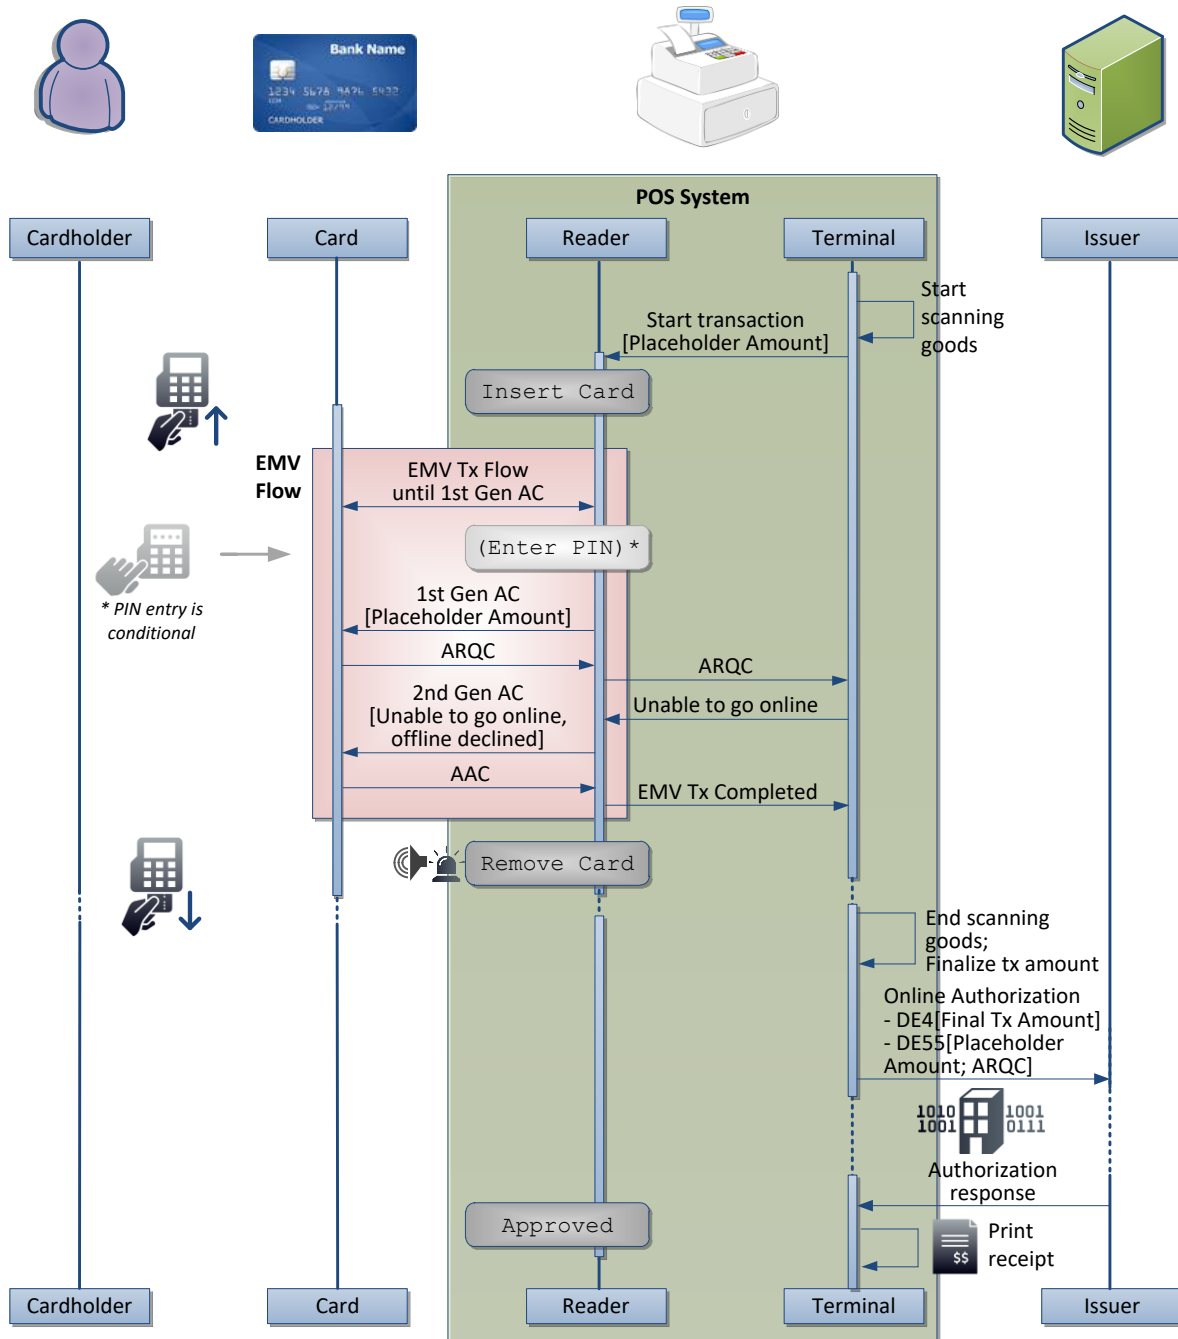 Bank Name
1234 5678 9876 5432
CARDHOLDER
POS System
Cardholder
Card
Reader
Terminal
Issuer
Start
scanning
goods
Start transaction
[Placeholder Amount]
Insert Card
EMV
Flow
EMV Tx Flow
until 1st Gen AC
(Enter PIN)*
* PIN entry is
conditional
1st Gen AC
[Placeholder Amount]
ARQC
ARQC
2nd Gen AC
[Unable to go online,
offline declined]
Unable to go online
AAC
EMV Tx Completed
Remove Card
End scanning
goods;
Finalize tx amount
Online Authorization
- DE4[Final Tx Amount]
- DE55[Placeholder
Amount; ARQC]
1010
1001
1001
0111
Authorization
response
Approved
$$
Print
receipt
Cardholder
Card
Reader
Terminal
Issuer